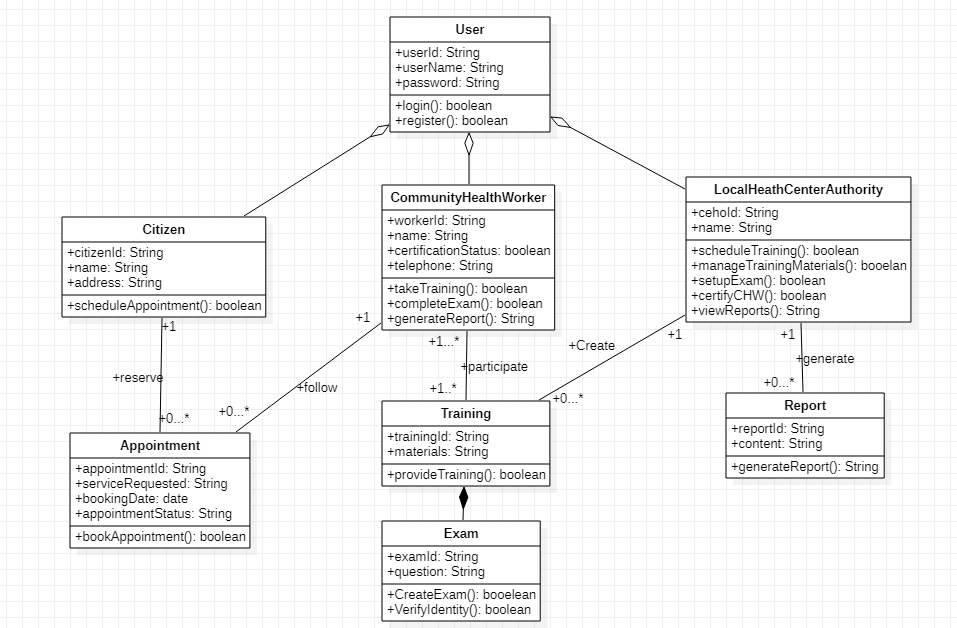 User
+userId: String
+userName: String
+password: String
+login(): boolean
+register(): boolean
Citizen
+citizenId: String
+name: String
+address: String
+scheduleAppointment(): boolean
CommunityHealthWorker
+workerId: String
+name: String
+certificationStatus: boolean
+telephone: String
+takeTraining(): boolean
+completeExam(): boolean
+generateReport(): String
LocalHeathCenterAuthority
+cehoId: String
+name: String
+scheduleTraining(): boolean
+manageTrainingMaterials(): booelan
+setupExam(): boolean
+certifyCHW(): boolean
+viewReports(): String
+1
+reserve
+0...*
+1
+follow
+0...*
+1...*
+participate
+1..*
+1
+Create
+0...*
+1
+generate
+0...*
Appointment
+appointmentId: String
+serviceRequested: String
+bookingDate: date
+appointmentStatus: String
+bookAppointment(): boolean
Training
+trainingId: String
+materials: String
+provideTraining(): boolean
Report
+reportId: String
+content: String
+generateReport(): String
Exam
+examId: String
+question: String
+CreateExam(): booelean
+VerifyIdentity(): boolean